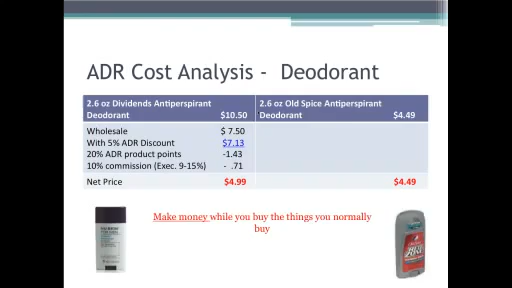 ADR Cost Analysis -  Deodorant
2.6 oz Dividends Antiperspirant
Deodorant $10.50
2.6 oz Old Spice Antiperspirant
Deodorant $4.49
Wholesale $ 7.50
With 5% ADR Discount $7.13
20% ADR product points -1.43
10% commission (Exec. 9-15%) - .71
Net Price $4.99 $4.49
Make money while you buy the things you normally
buy